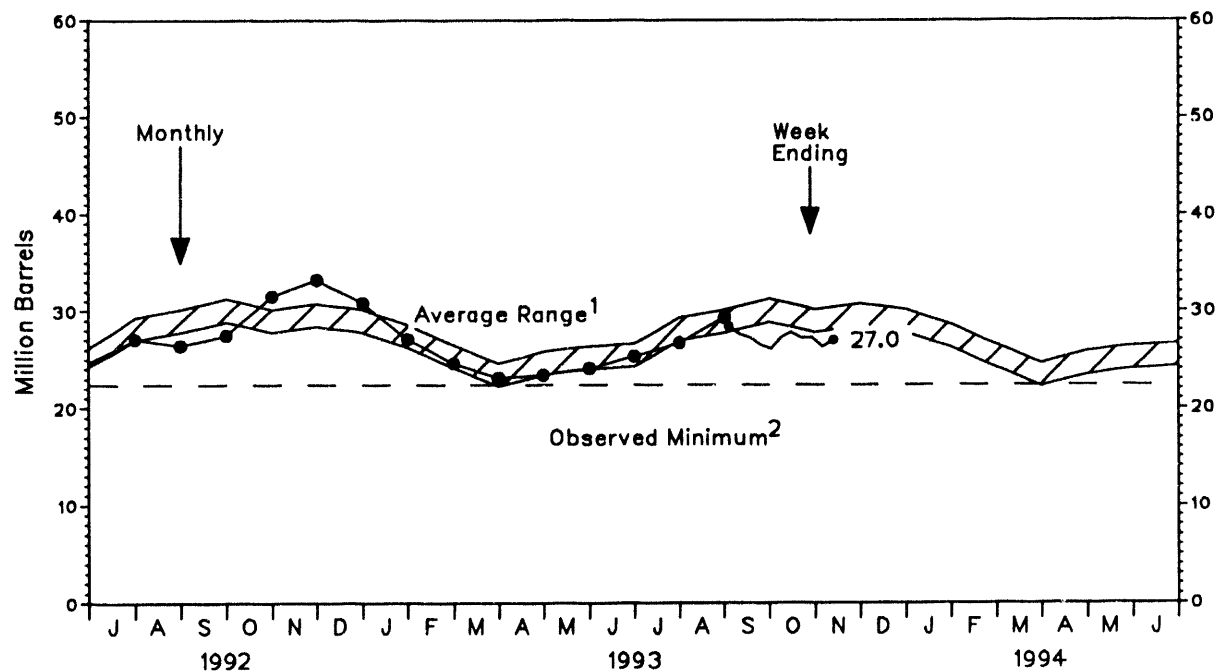 60
60
50
50
40
40
30
30
20
20
10
10
0
0
Million Barrels
Monthly
Week
Ending
Average Range1
27.0
Observed Minimum2
J A S O N D J F M A M J J A S O N D J F M A M J
1992
1993
1994